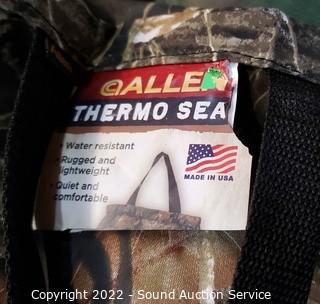 ALLEN
THERMO SEA
• Water resistant
• Rugged and
lightweight
• Quiet and
comfortable
MADE IN USA
Copyright 2022 - Sound Auction Service